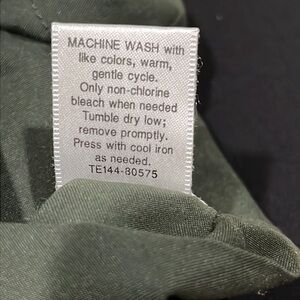 MACHINE WASH with
like colors, warm,
gentle cycle.
Only non-chlorine
bleach when needed
Tumble dry low;
remove promptly.
Press with cool iron
as needed.
TE144-80575